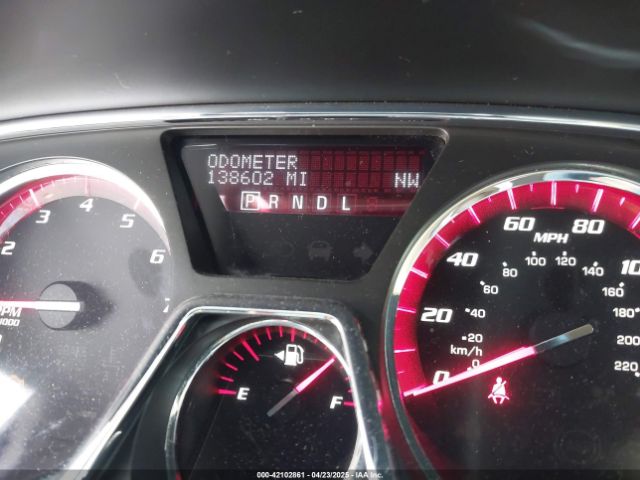 ODOMETER
138602 MI NW
P R N D L
2 3 4 5 6
1000
E F
0 20 40 60 80
MPH
0 20 40 60 80 100 120 140 160 180 200 220
km/h
000-42102861 - 04/23/2025 - IAA Inc.